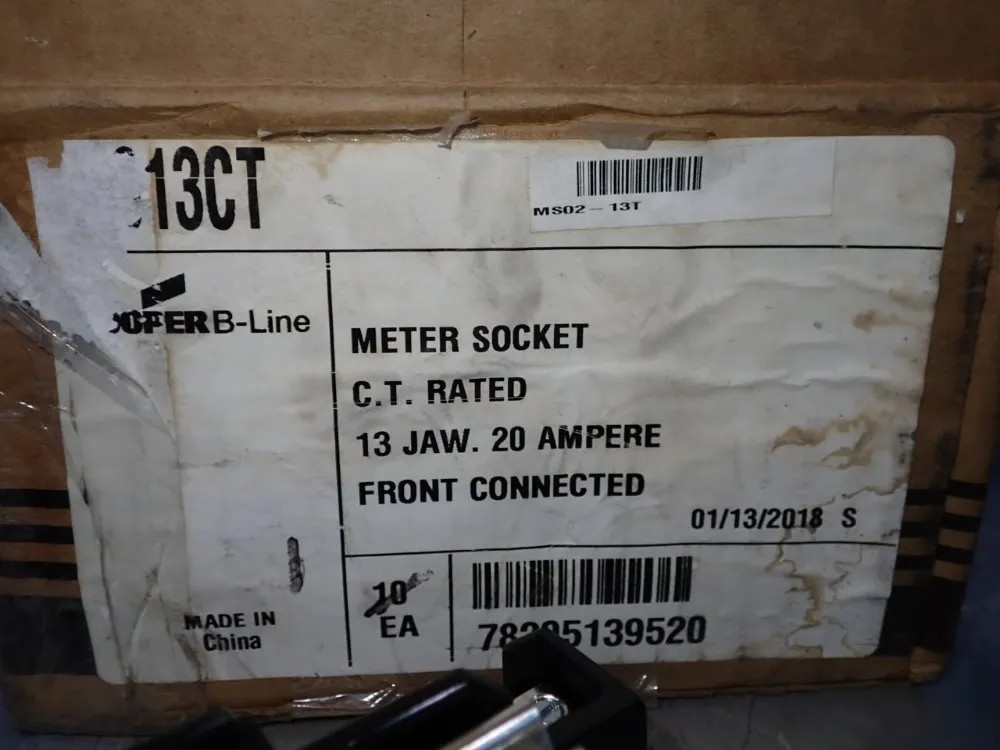 13CT
MS02-13T
B-Line
METER SOCKET
C.T. RATED
13 JAW. 20 AMPERE
FRONT CONNECTED
01/13/2018 S
MADE IN
China
10
EA